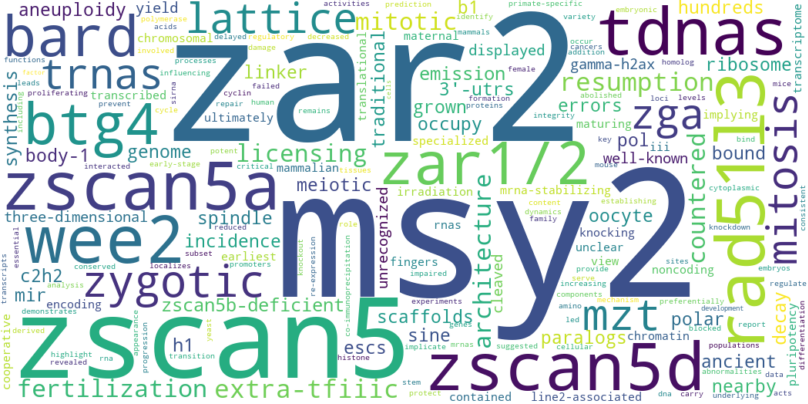 aneuploidy
yield
bard
chromosomal
trnas
functions
polymerase
acids
involved
delayed
regulatory
damage
decreased
processes
influencing
zar2
lattice
mitotic
b1
activities
prediction
primate-specific
hundreds
identify
variety
embryonic
maternal
displayed
mammals
occur
cancers
addition
homolog
tdnas
transcriptome
synthesis
including
factor
leads
proliferating
prevent
transcribed
btg4
linker
cyclin
failed
sirna
repair
human
cycle
ultimately
remains
translational
traditional
emission
3'-utrs
grown
occupy
specialized
maturing
gamma-h2ax
resumption
errors
zga
pol
iii
female
formation
proteins
integrity
key
loci
levels
mice
ribosome
implying
bound
bind
abolished
mouse
body-1
genome
licensing
interacted
early-stage
potent
critical
mammalian
tissues
cells
zar1/2
well-known
cytoplasmic
rad51l3
mitosis
countered
consistent
zscan5a
meiotic
irradiation
mrna-stabilizing
content
dynamics
family
establishing
oocyte
knocking
unclear
knockdown
embryos
three-dimensional
spindle
wee2
incidence
reduced
essential
conserved
subset
knockout
promoters
role
re-expression
co-immunoprecipitation
unrecognized
msy2
architecture
cleaved
rnas
fingers
impaired
view
sites
noncoding
provide
serve
increasing
mechanism
preferentially
components
amino
development
led
blocked
report
c2h2
localizes
mir
encoding
zygotic
transcripts
analysis
zscan5b-deficient
scaffolds
escs
h1
sine
experiments
genes
implicate
mrnas
suggested
cellular
mzt
polar
paralogs
chromatin
populations
abnormalities
data
underlying
acts
decay
pluripotency
regulate
differentiation
cooperative
derived
demonstrates
highlight
revealed
rna
zscan5
appearance
progression
transition
yeast
histone
stem
protect
contained
line2-associated
carry
dna
zscan5d
ancient
nearby
fertilization
extra-tfiiic